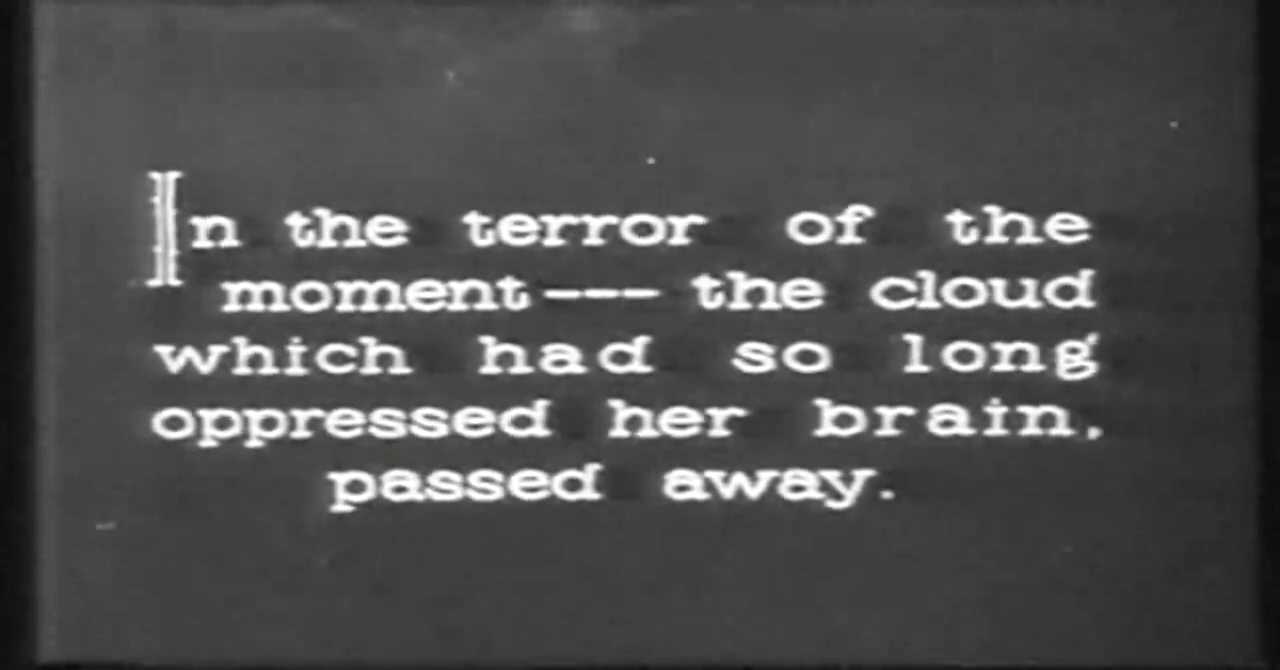 In the terror of the
moment--- the cloud
which had so long
oppressed her brain,
passed away.